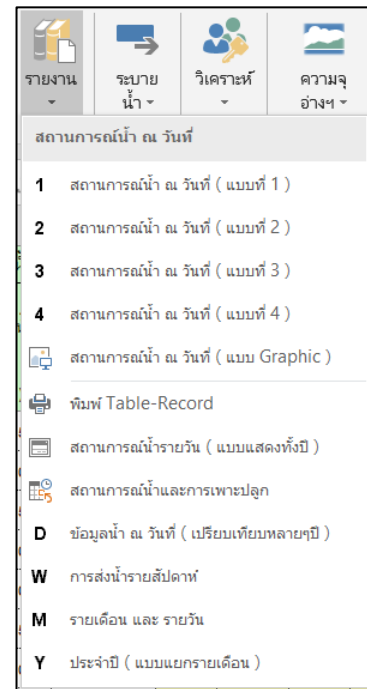 รายงาน
ระบาย
น้ำ
วิเคราะห์
ความจุ
อ่างฯ
สถานการณ์น้ำ ณ วันที่
1 สถานการณ์น้ำ ณ วันที่ ( แบบที่ 1 )
2 สถานการณ์น้ำ ณ วันที่ ( แบบที่ 2 )
3 สถานการณ์น้ำ ณ วันที่ ( แบบที่ 3 )
4 สถานการณ์น้ำ ณ วันที่ ( แบบที่ 4 )
สถานการณ์น้ำ ณ วันที่ ( แบบ Graphic )
พิมพ์ Table-Record
สถานการณ์น้ำรายวัน ( แบบแสดงทั้งปี )
สถานการณ์น้ำและการเพาะปลูก
D ข้อมูลน้ำ ณ วันที่ ( เปรียบเทียบหลายๆปี )
W การส่งน้ำรายสัปดาห์
M รายเดือน และ รายวัน
Y ประจำปี ( แบบแยกรายเดือน )